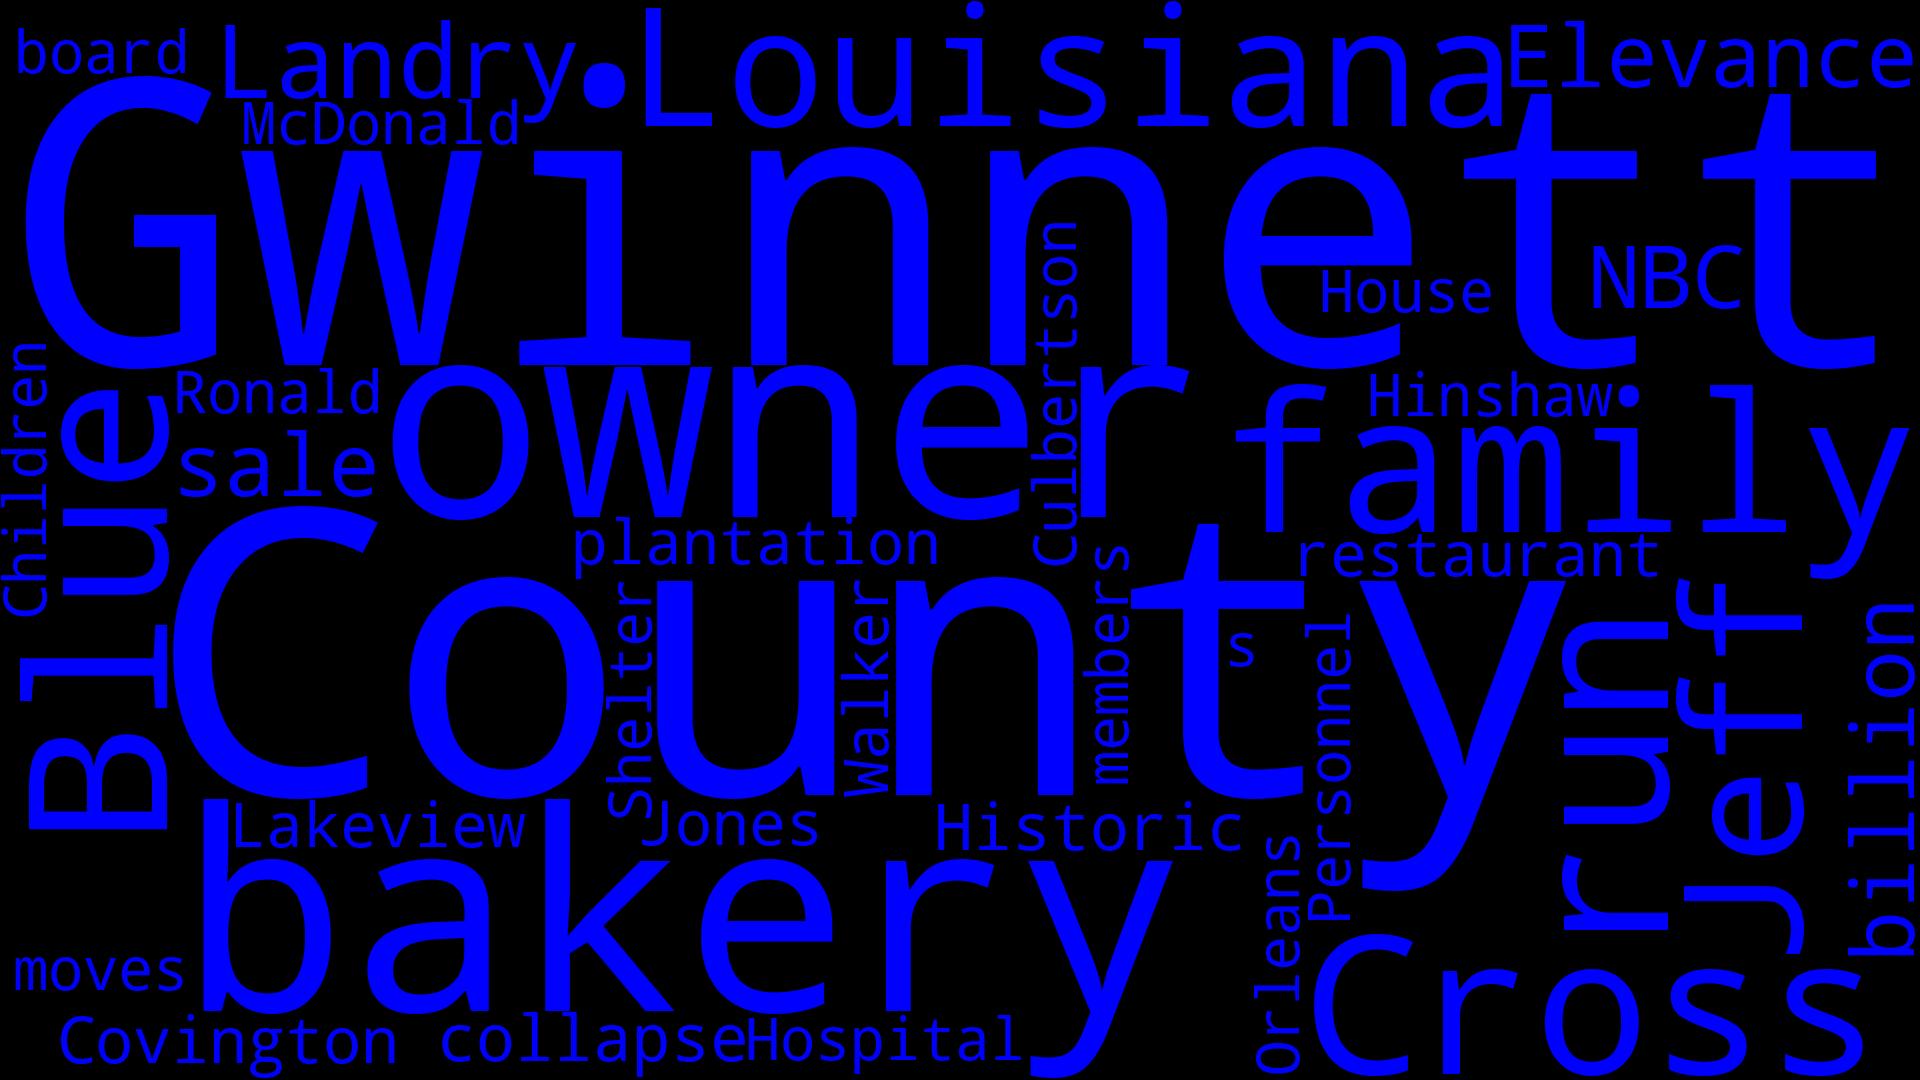 board
Landry
Louisiana
Elevance
McDonald
Gwinnett
NBC
House
Culbertson
Children
Blue
Ronald
owner
Hinshaw
family
sale
plantation
restaurant
County
Shelter
Walker
members
s
Personnel
run
Jeff
billion
Lakeview
Jones
Historic
bakery
Orleans
moves
Cross
Covington
collapse
Hospital